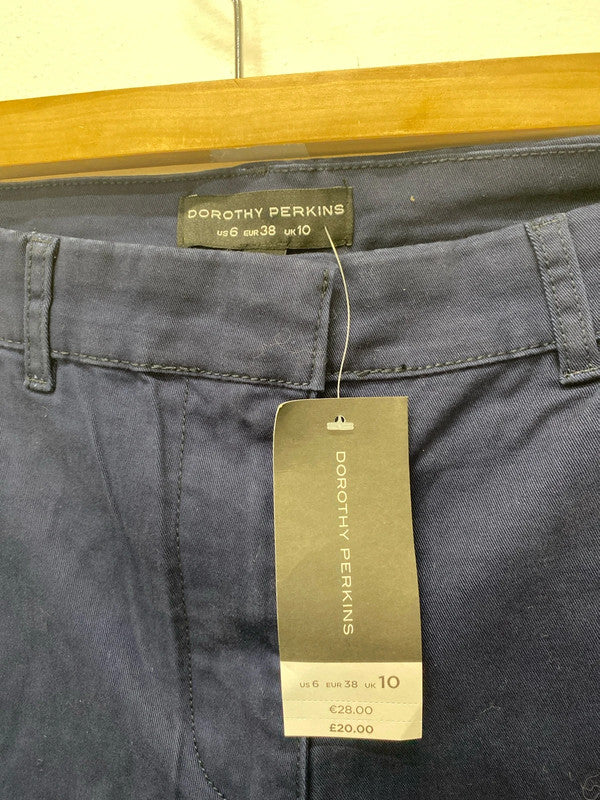 DOROTHY PERKINS
US 6 EUR 38 UK 10
DOROTHY PERKINS
US 6 EUR 38 UK 10
€28.00
£20.00